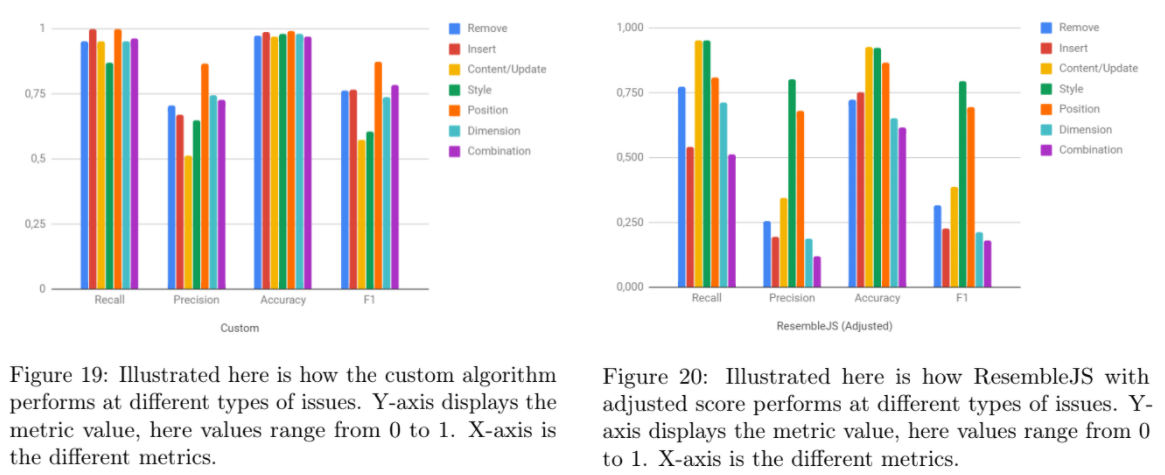 1
0,75
0,5
0,25
0
Recall
Precision
Accuracy
F1
Custom
Remove
Insert
Content/Update
Style
Position
Dimension
Combination
Figure 19: Illustrated here is how the custom algorithm
performs at different types of issues. Y-axis displays the
metric value, here values range from 0 to 1. X-axis is
the different metrics.
1,000
0,750
0,500
0,250
0,000
Recall
Precision
Accuracy
F1
ResembleJS (Adjusted)
Remove
Insert
Content/Update
Style
Position
Dimension
Combination
Figure 20: Illustrated here is how ResembleJS with
adjusted score performs at different types of issues. Y-
axis displays the metric value, here values range from 0
to 1. X-axis is the different metrics.